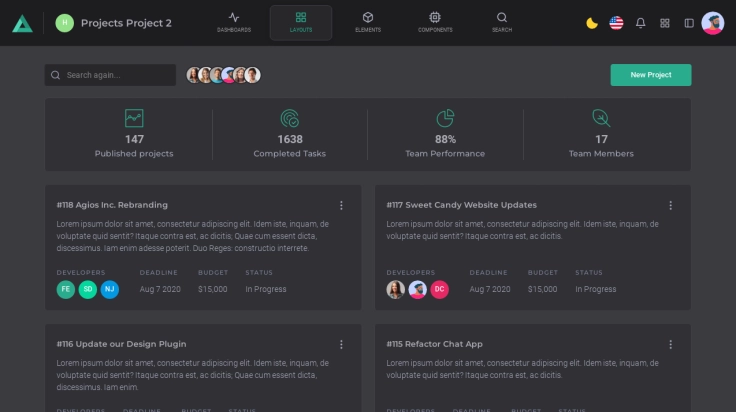 H Projects Project 2
DASHBOARDS LAYOUTS ELEMENTS COMPONENTS SEARCH
Search again...
New Project
147 1638 88% 17
Published projects Completed Tasks Team Performance Team Members
#118 Agios Inc. Rebranding
Lorem ipsum dolor sit amet, consectetur adipiscing elit. Idem iste, inquam, de
voluptate quid sentit? Itaque contra est, ac dicitis; Quae cum essent dicta,
discessimus. Iam enim adesse poterit. Duo Reges: constructio interrete.
DEVELOPERS DEADLINE BUDGET STATUS
FE SD NJ Aug 7 2020 $15,000 In Progress
#117 Sweet Candy Website Updates
Lorem ipsum dolor sit amet, consectetur adipiscing elit. Idem iste, inquam, de
voluptate quid sentit? Itaque contra est, ac dicitis.
DEVELOPERS DEADLINE BUDGET STATUS
DC Aug 7 2020 $15,000 In Progress
#116 Update our Design Plugin
Lorem ipsum dolor sit amet, consectetur adipiscing elit. Idem iste, inquam, de
voluptate quid sentit? Itaque contra est, ac dicitis; Quae cum essent dicta,
discessimus. Iam enim.
DEVELOPERS DEADLINE BUDGET STATUS
#115 Refactor Chat App
Lorem ipsum dolor sit amet, consectetur adipiscing elit. Idem iste, inquam, de
voluptate quid sentit? Itaque contra est, ac dicitis.
DEVELOPERS DEADLINE BUDGET STATUS